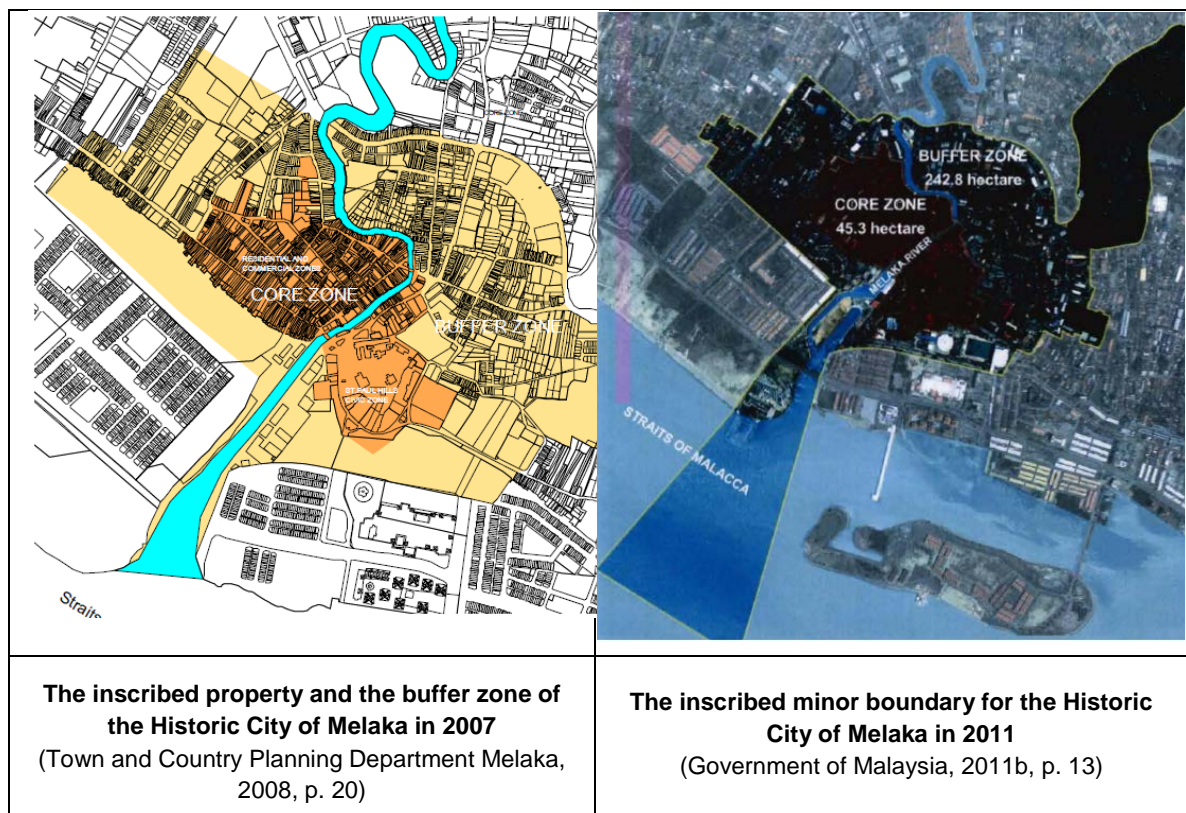 CORE ZONE
RESIDENTIAL AND
COMMERCIAL ZONES
CORE ZONE
BUFFER ZONE
ST.PAUL HILLS
CIVIC ZONE
Straits
BUFFER ZONE
242.8 hectare
CORE ZONE
45.3 hectare
MELAKA RIVER
STRAITS OF MALACCA
The inscribed property and the buffer zone of
the Historic City of Melaka in 2007
(Town and Country Planning Department Melaka,
2008, p. 20)
The inscribed minor boundary for the Historic
City of Melaka in 2011
(Government of Malaysia, 2011b, p. 13)